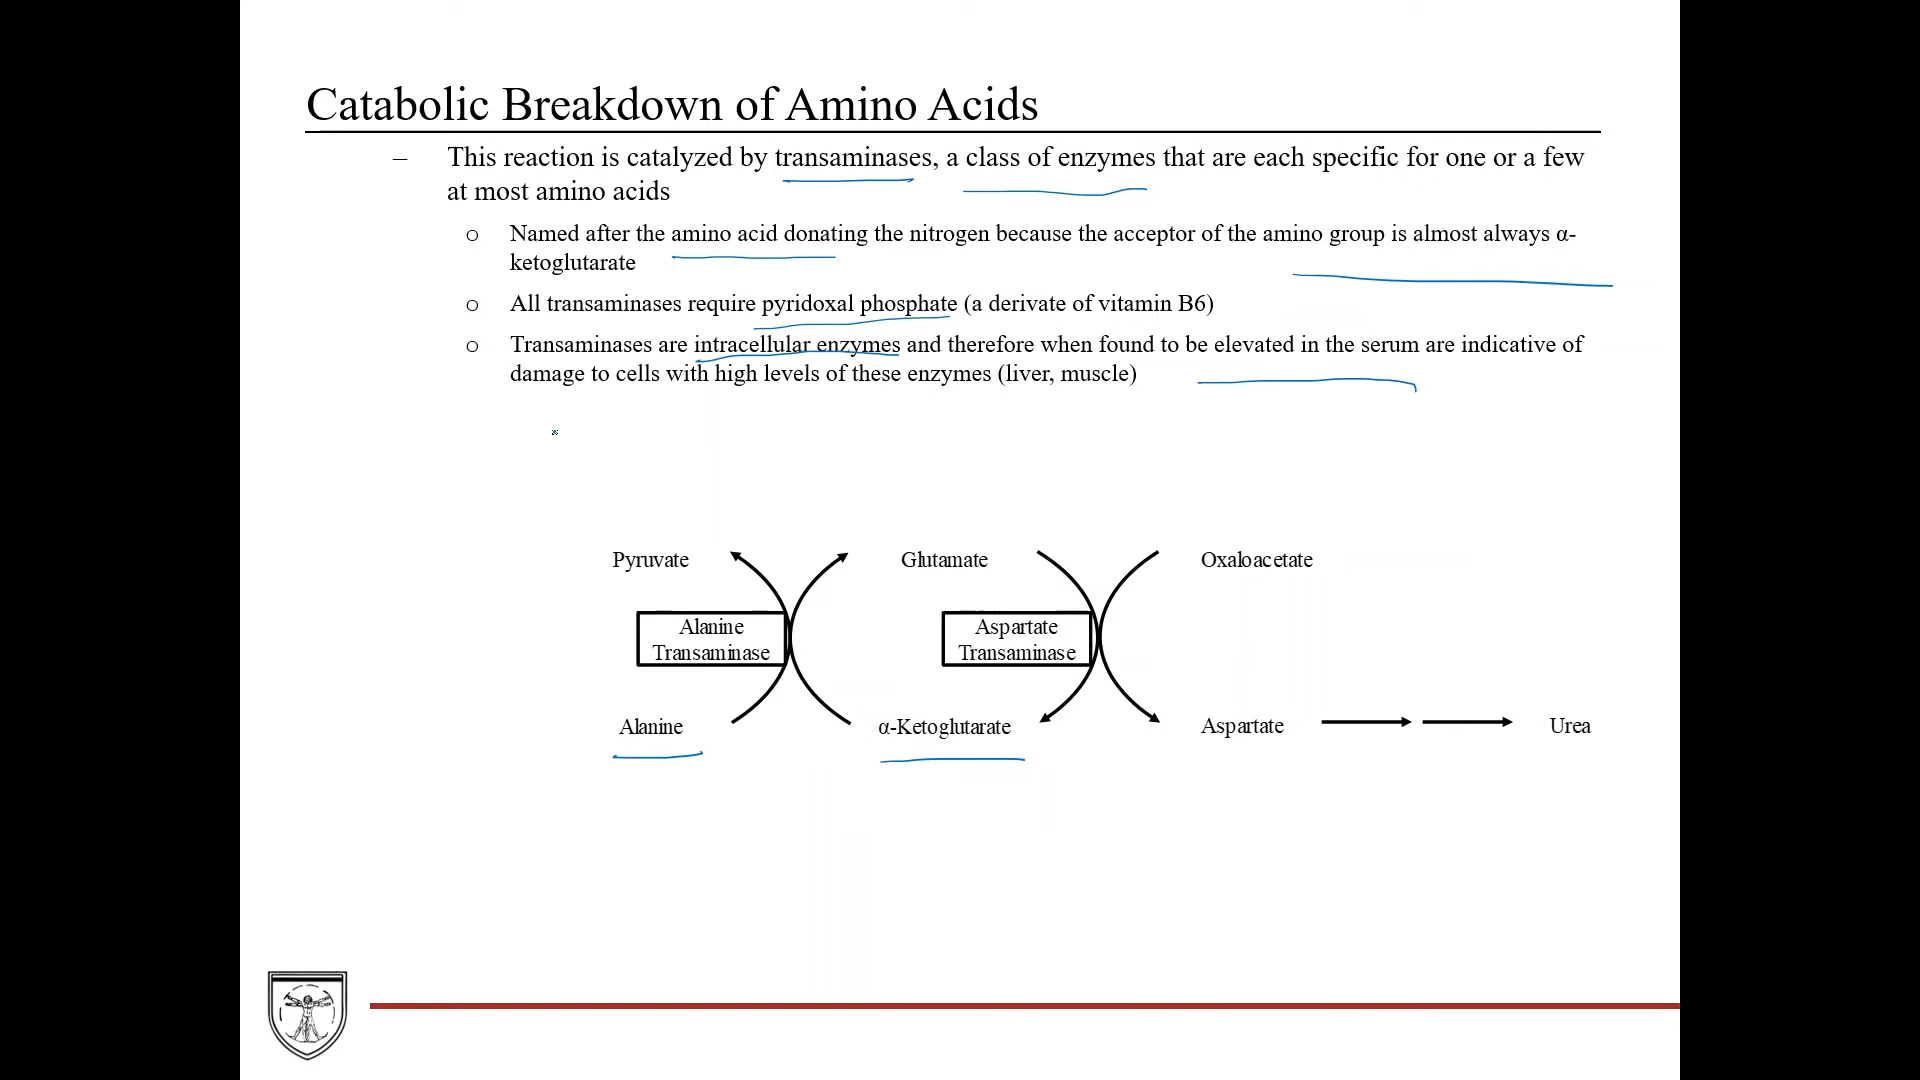 Catabolic Breakdown of Amino Acids
– This reaction is catalyzed by transaminases, a class of enzymes that are each specific for one or a few
at most amino acids
o Named after the amino acid donating the nitrogen because the acceptor of the amino group is almost always α-
ketoglutarate
o All transaminases require pyridoxal phosphate (a derivate of vitamin B6)
o Transaminases are intracellular enzymes and therefore when found to be elevated in the serum are indicative of
damage to cells with high levels of these enzymes (liver, muscle)
Pyruvate Glutamate Oxaloacetate
Alanine Aspartate
Transaminase Transaminase
Alanine α-Ketoglutarate Aspartate Urea